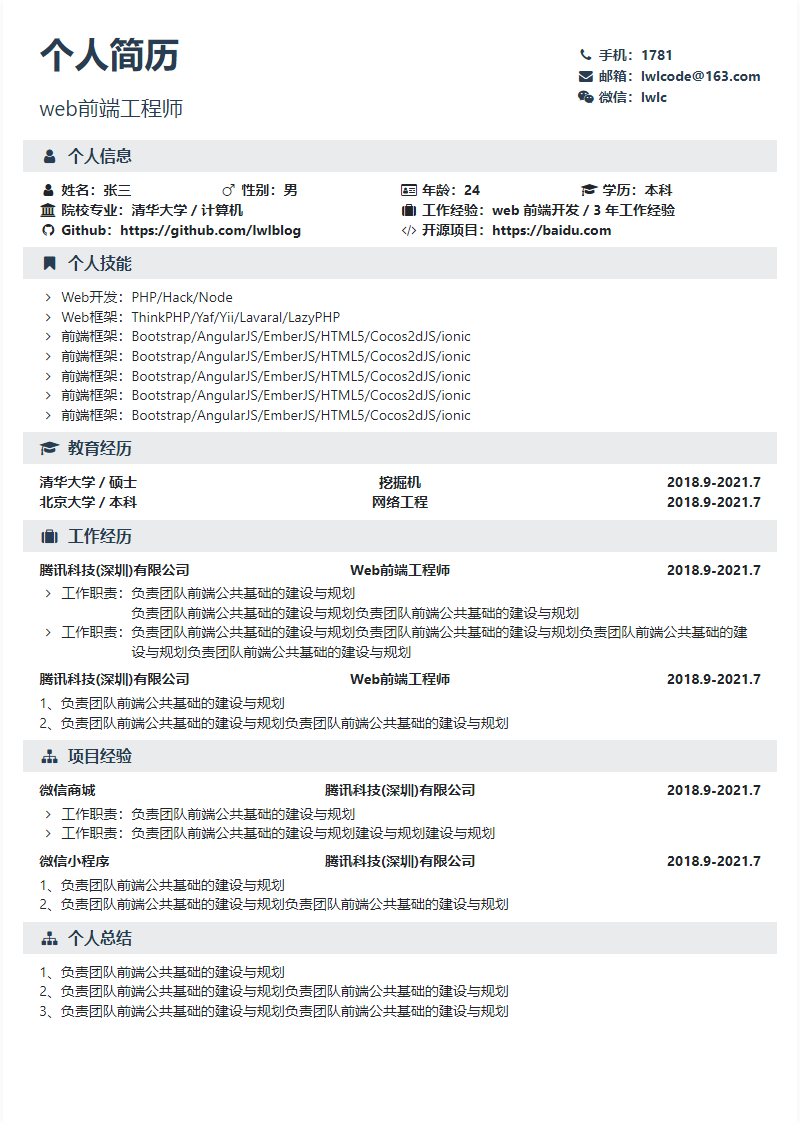 个人简历
手机：1781
邮箱：lwlcode@163.com
微信：lwlc
web前端工程师
个人信息
姓名：张三 性别：男 年龄：24 学历：本科
院校专业：清华大学 / 计算机 工作经验：web 前端开发 / 3 年工作经验
Github：https://github.com/lwlblog 开源项目：https://baidu.com
个人技能
Web开发：PHP/Hack/Node
Web框架：ThinkPHP/Yaf/Yii/Lavaral/LazyPHP
前端框架：Bootstrap/AngularJS/EmberJS/HTML5/Cocos2dJS/ionic
前端框架：Bootstrap/AngularJS/EmberJS/HTML5/Cocos2dJS/ionic
前端框架：Bootstrap/AngularJS/EmberJS/HTML5/Cocos2dJS/ionic
前端框架：Bootstrap/AngularJS/EmberJS/HTML5/Cocos2dJS/ionic
前端框架：Bootstrap/AngularJS/EmberJS/HTML5/Cocos2dJS/ionic
教育经历
清华大学 / 硕士 挖掘机 2018.9-2021.7
北京大学 / 本科 网络工程 2018.9-2021.7
工作经历
腾讯科技(深圳)有限公司 Web前端工程师 2018.9-2021.7
工作职责：负责团队前端公共基础的建设与规划
负责团队前端公共基础的建设与规划负责团队前端公共基础的建设与规划
工作职责：负责团队前端公共基础的建设与规划负责团队前端公共基础的建设与规划负责团队前端公共基础的建
设与规划负责团队前端公共基础的建设与规划
腾讯科技(深圳)有限公司 Web前端工程师 2018.9-2021.7
1、负责团队前端公共基础的建设与规划
2、负责团队前端公共基础的建设与规划负责团队前端公共基础的建设与规划
项目经验
微信商城 腾讯科技(深圳)有限公司 2018.9-2021.7
工作职责：负责团队前端公共基础的建设与规划
工作职责：负责团队前端公共基础的建设与规划建设与规划建设与规划
微信小程序 腾讯科技(深圳)有限公司 2018.9-2021.7
1、负责团队前端公共基础的建设与规划
2、负责团队前端公共基础的建设与规划负责团队前端公共基础的建设与规划
个人总结
1、负责团队前端公共基础的建设与规划
2、负责团队前端公共基础的建设与规划负责团队前端公共基础的建设与规划
3、负责团队前端公共基础的建设与规划负责团队前端公共基础的建设与规划